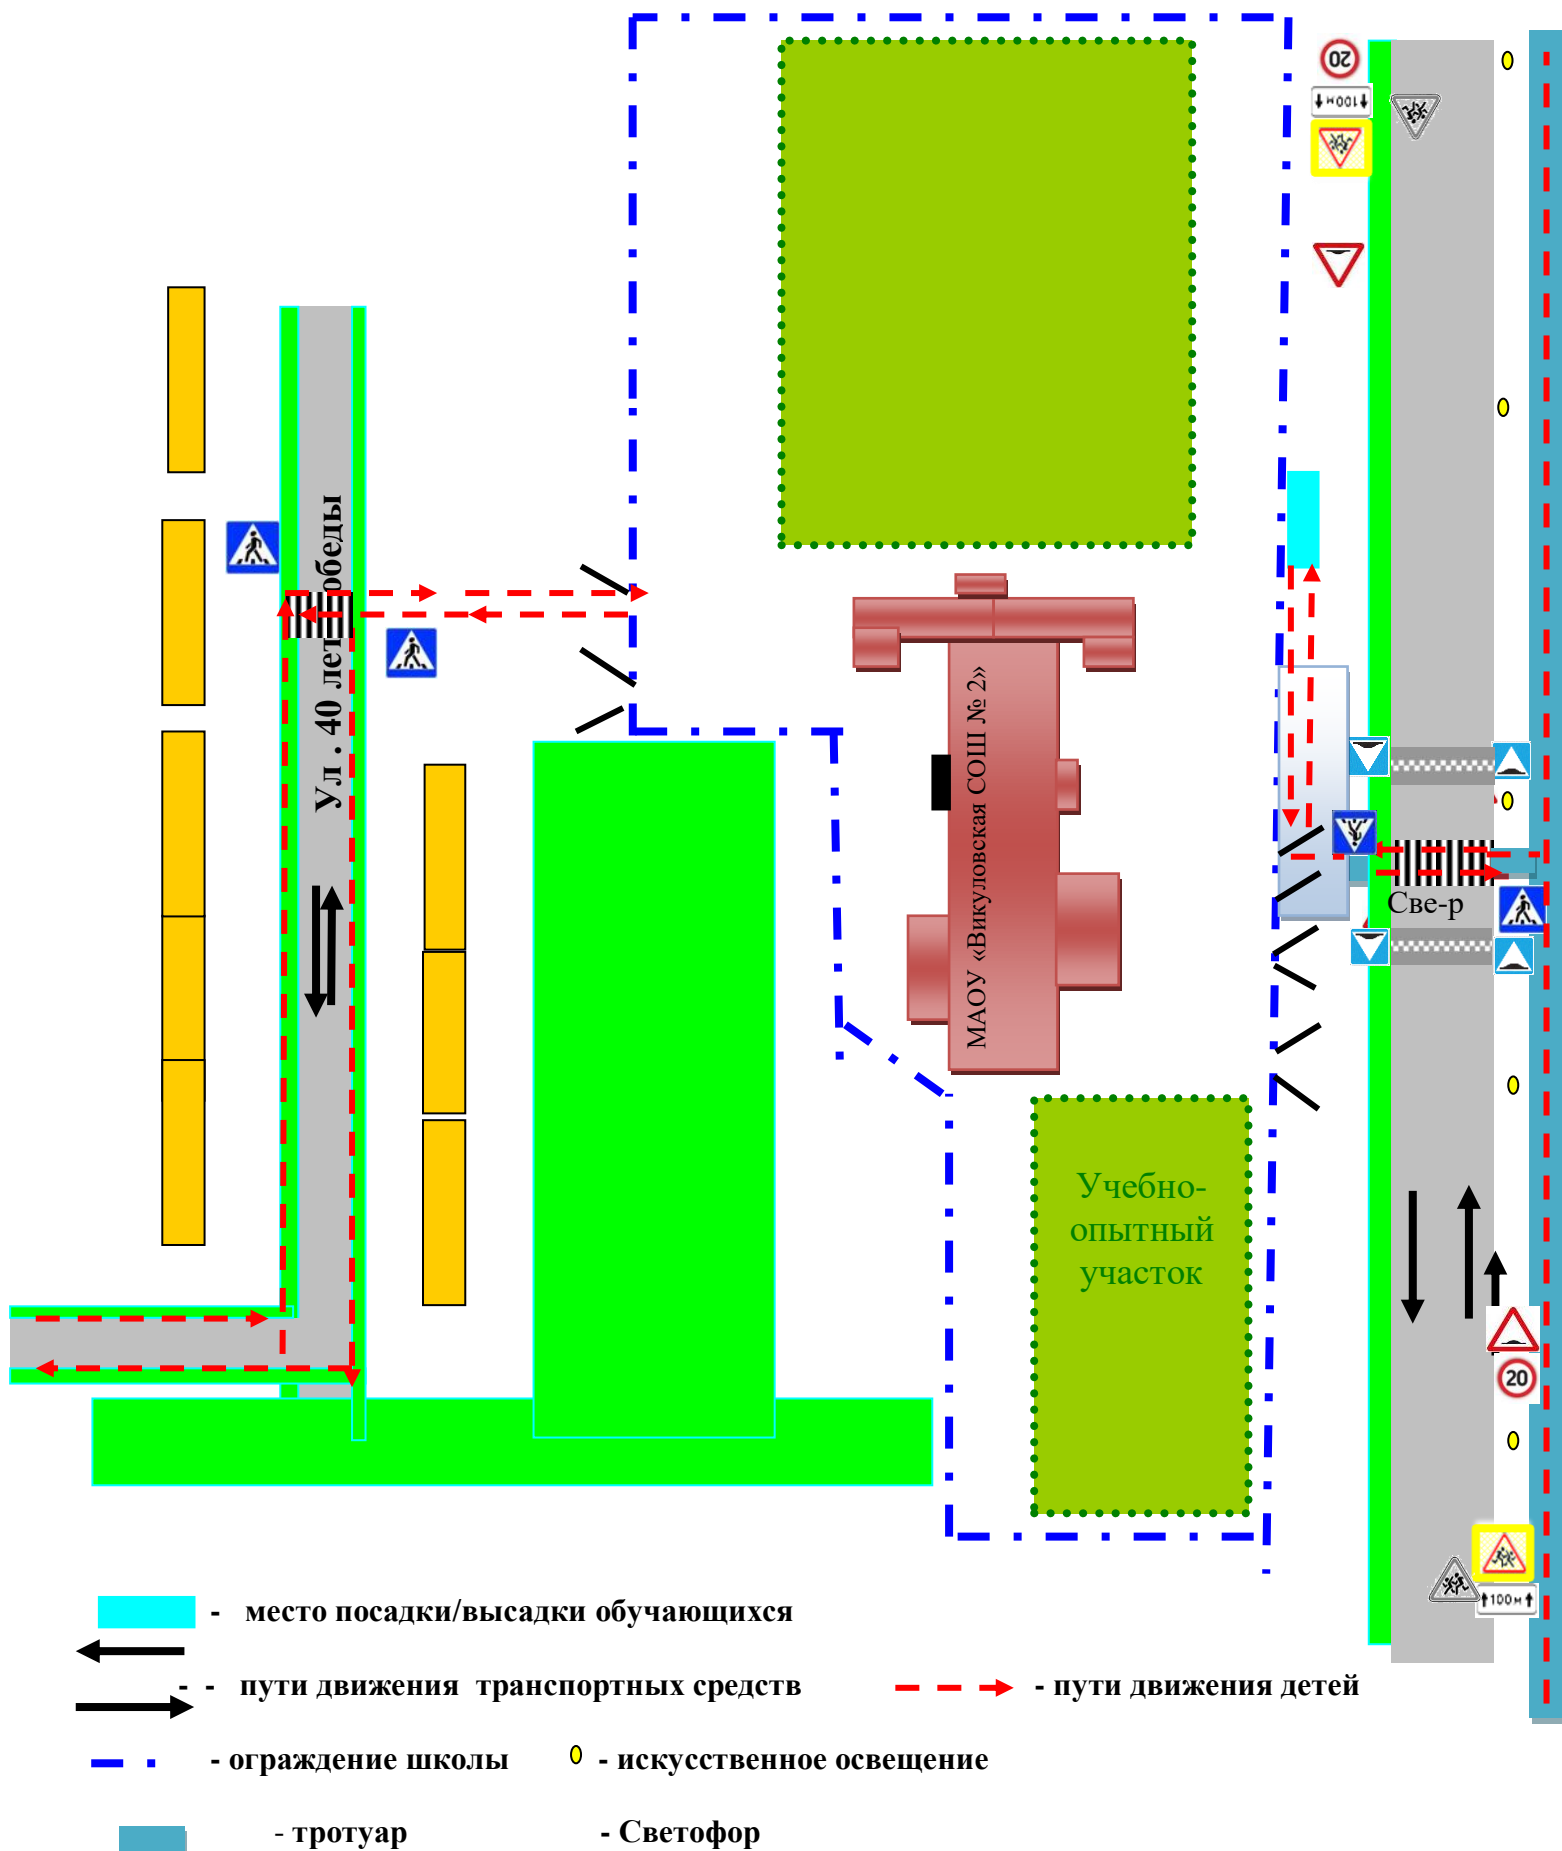 20
↑100м↑
Ул . 40 лет
обеды
МАОУ «Викуловская СОШ № 2»
Све-р
Учебно-
опытный
участок
20
↑100м↑
- место посадки/высадки обучающихся
- - пути движения транспортных средств
- пути движения детей
- ограждение школы
- искусственное освещение
- тротуар
- Светофор